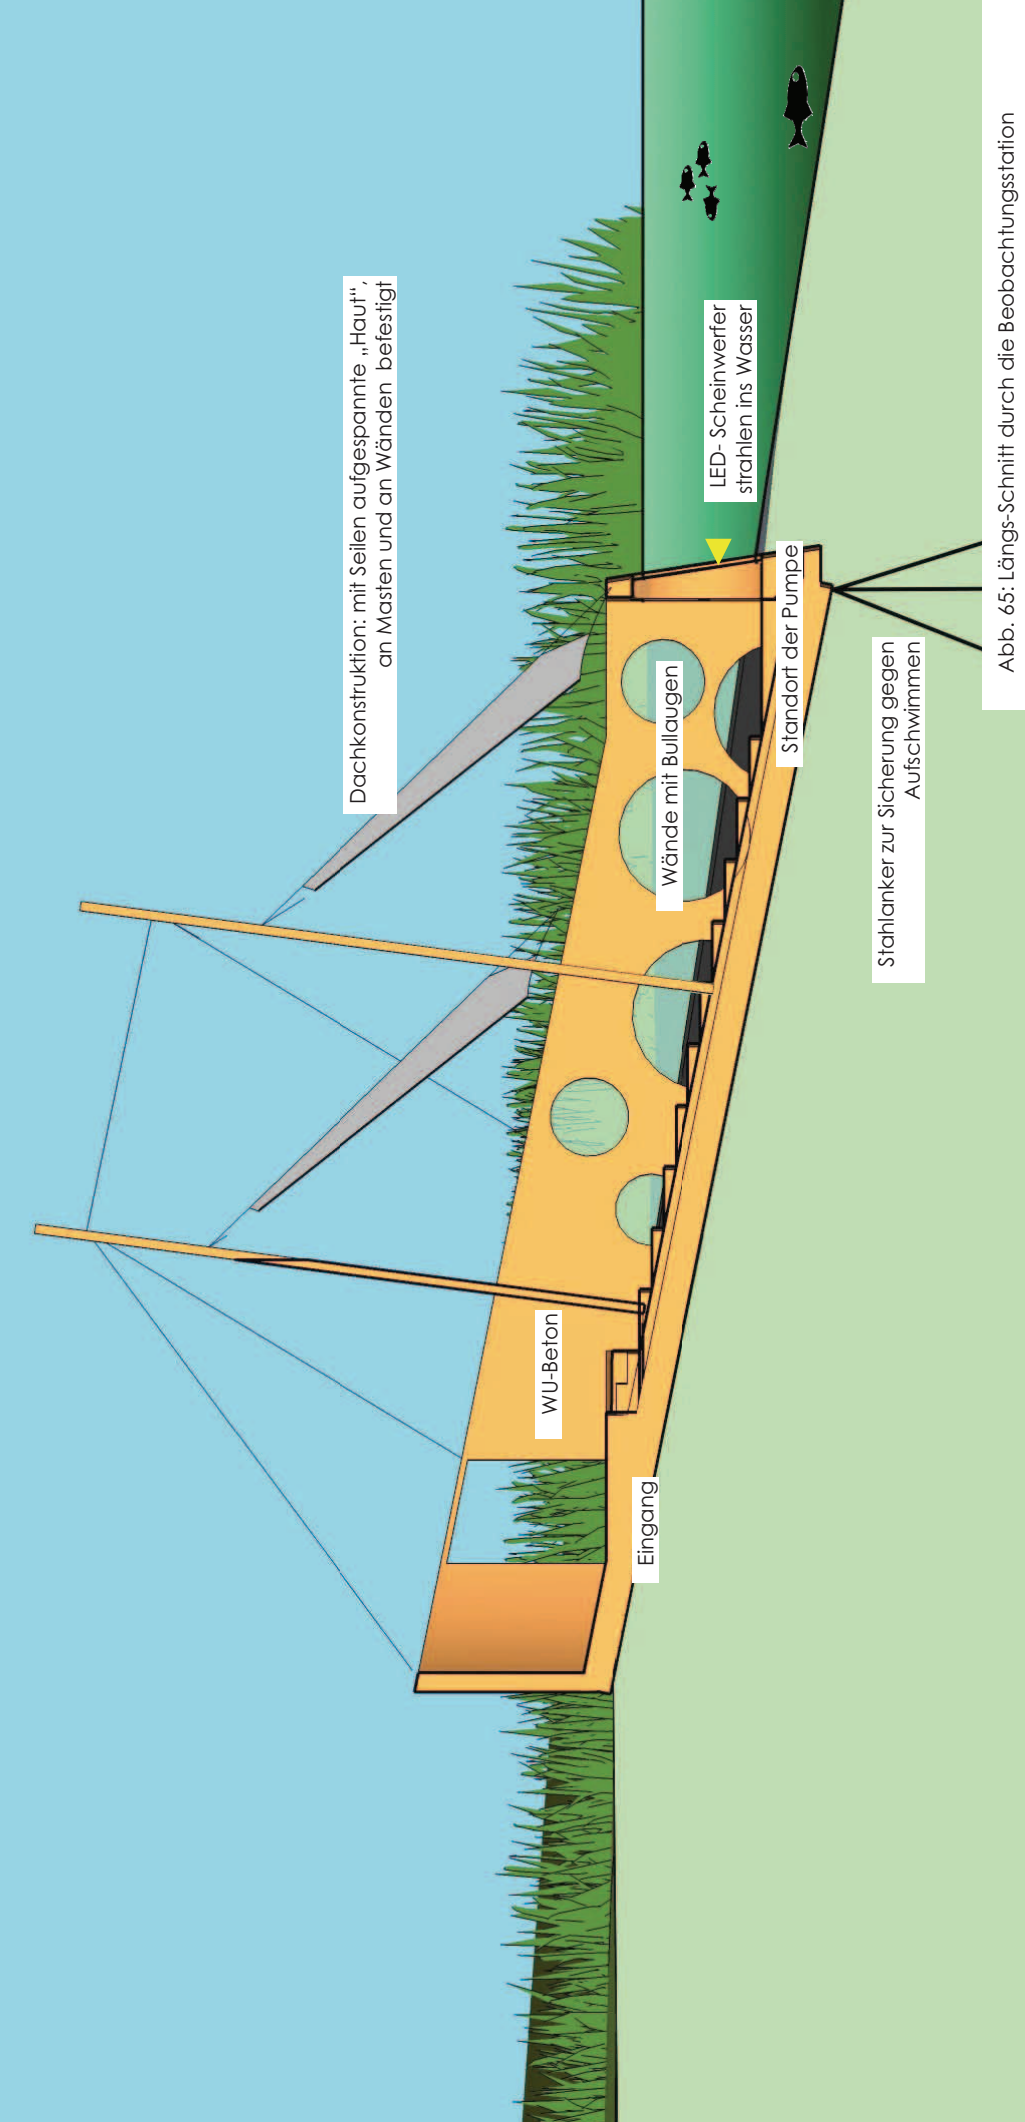 Dachkonstruktion: mit Seilen aufgespannte „Haut“,
an Masten und an Wänden befestigt
WU-Beton
Eingang
Wände mit Bullaugen
LED- Scheinwerfer
strahlen ins Wasser
Standort der Pumpe
Stahlanker zur Sicherung gegen
Aufschwimmen
Abb. 65: Längs-Schnitt durch die Beobachtungsstation